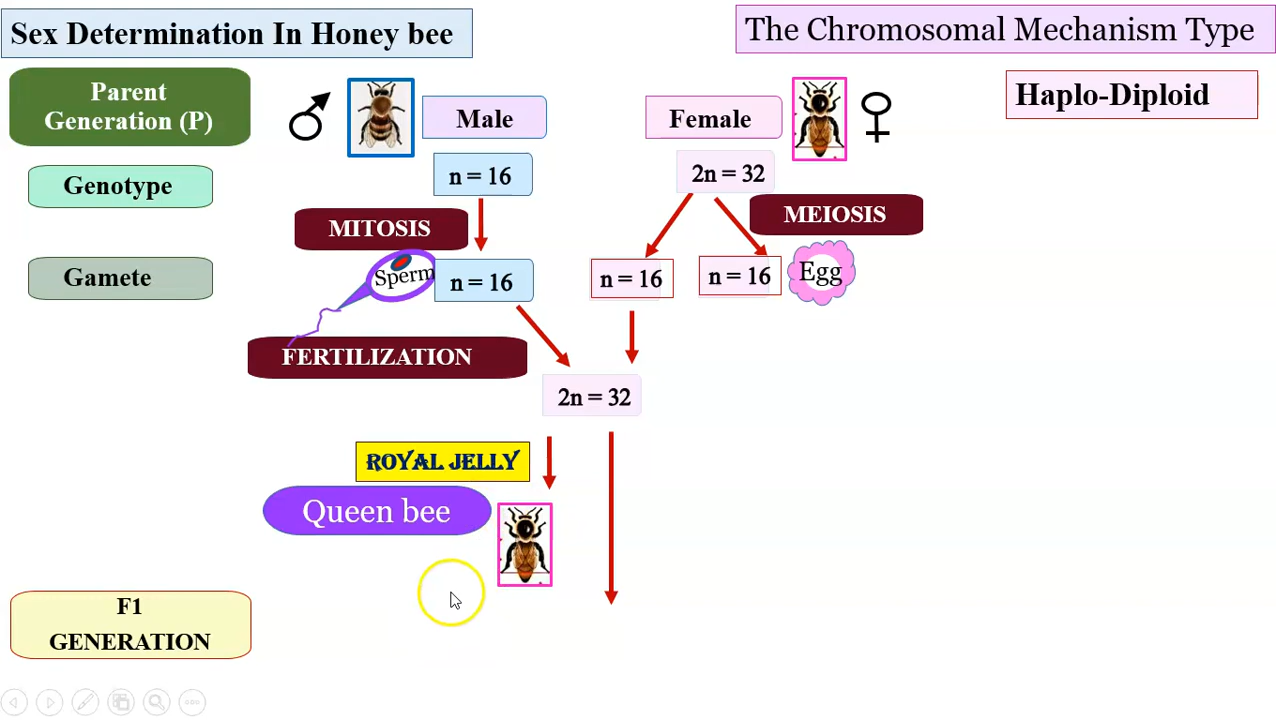 Sex Determination In Honey bee
The Chromosomal Mechanism Type
Parent
Generation (P)
Male
Female
Haplo-Diploid
Genotype
n = 16
2n = 32
MITOSIS
MEIOSIS
Gamete
Sperm
n = 16
n = 16
n = 16
Egg
FERTILIZATION
2n = 32
ROYAL JELLY
Queen bee
F1
GENERATION